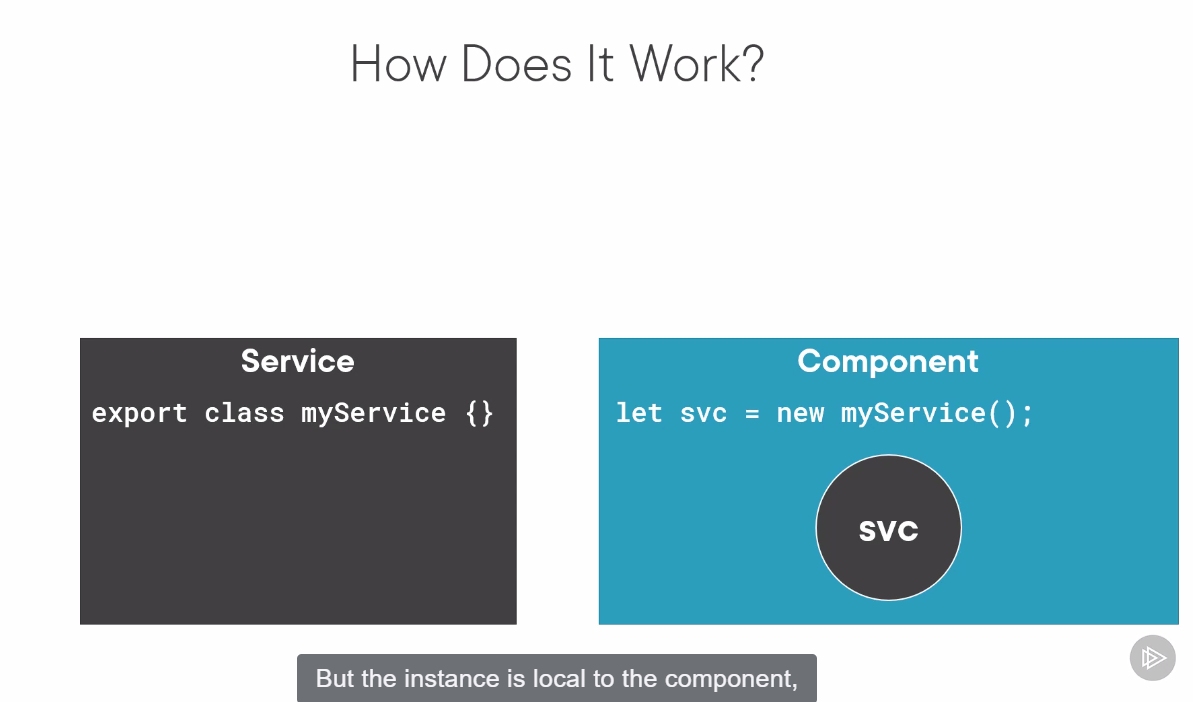 How Does It Work?
Service
export class myService {}
Component
let svc = new myService();
svc
But the instance is local to the component,